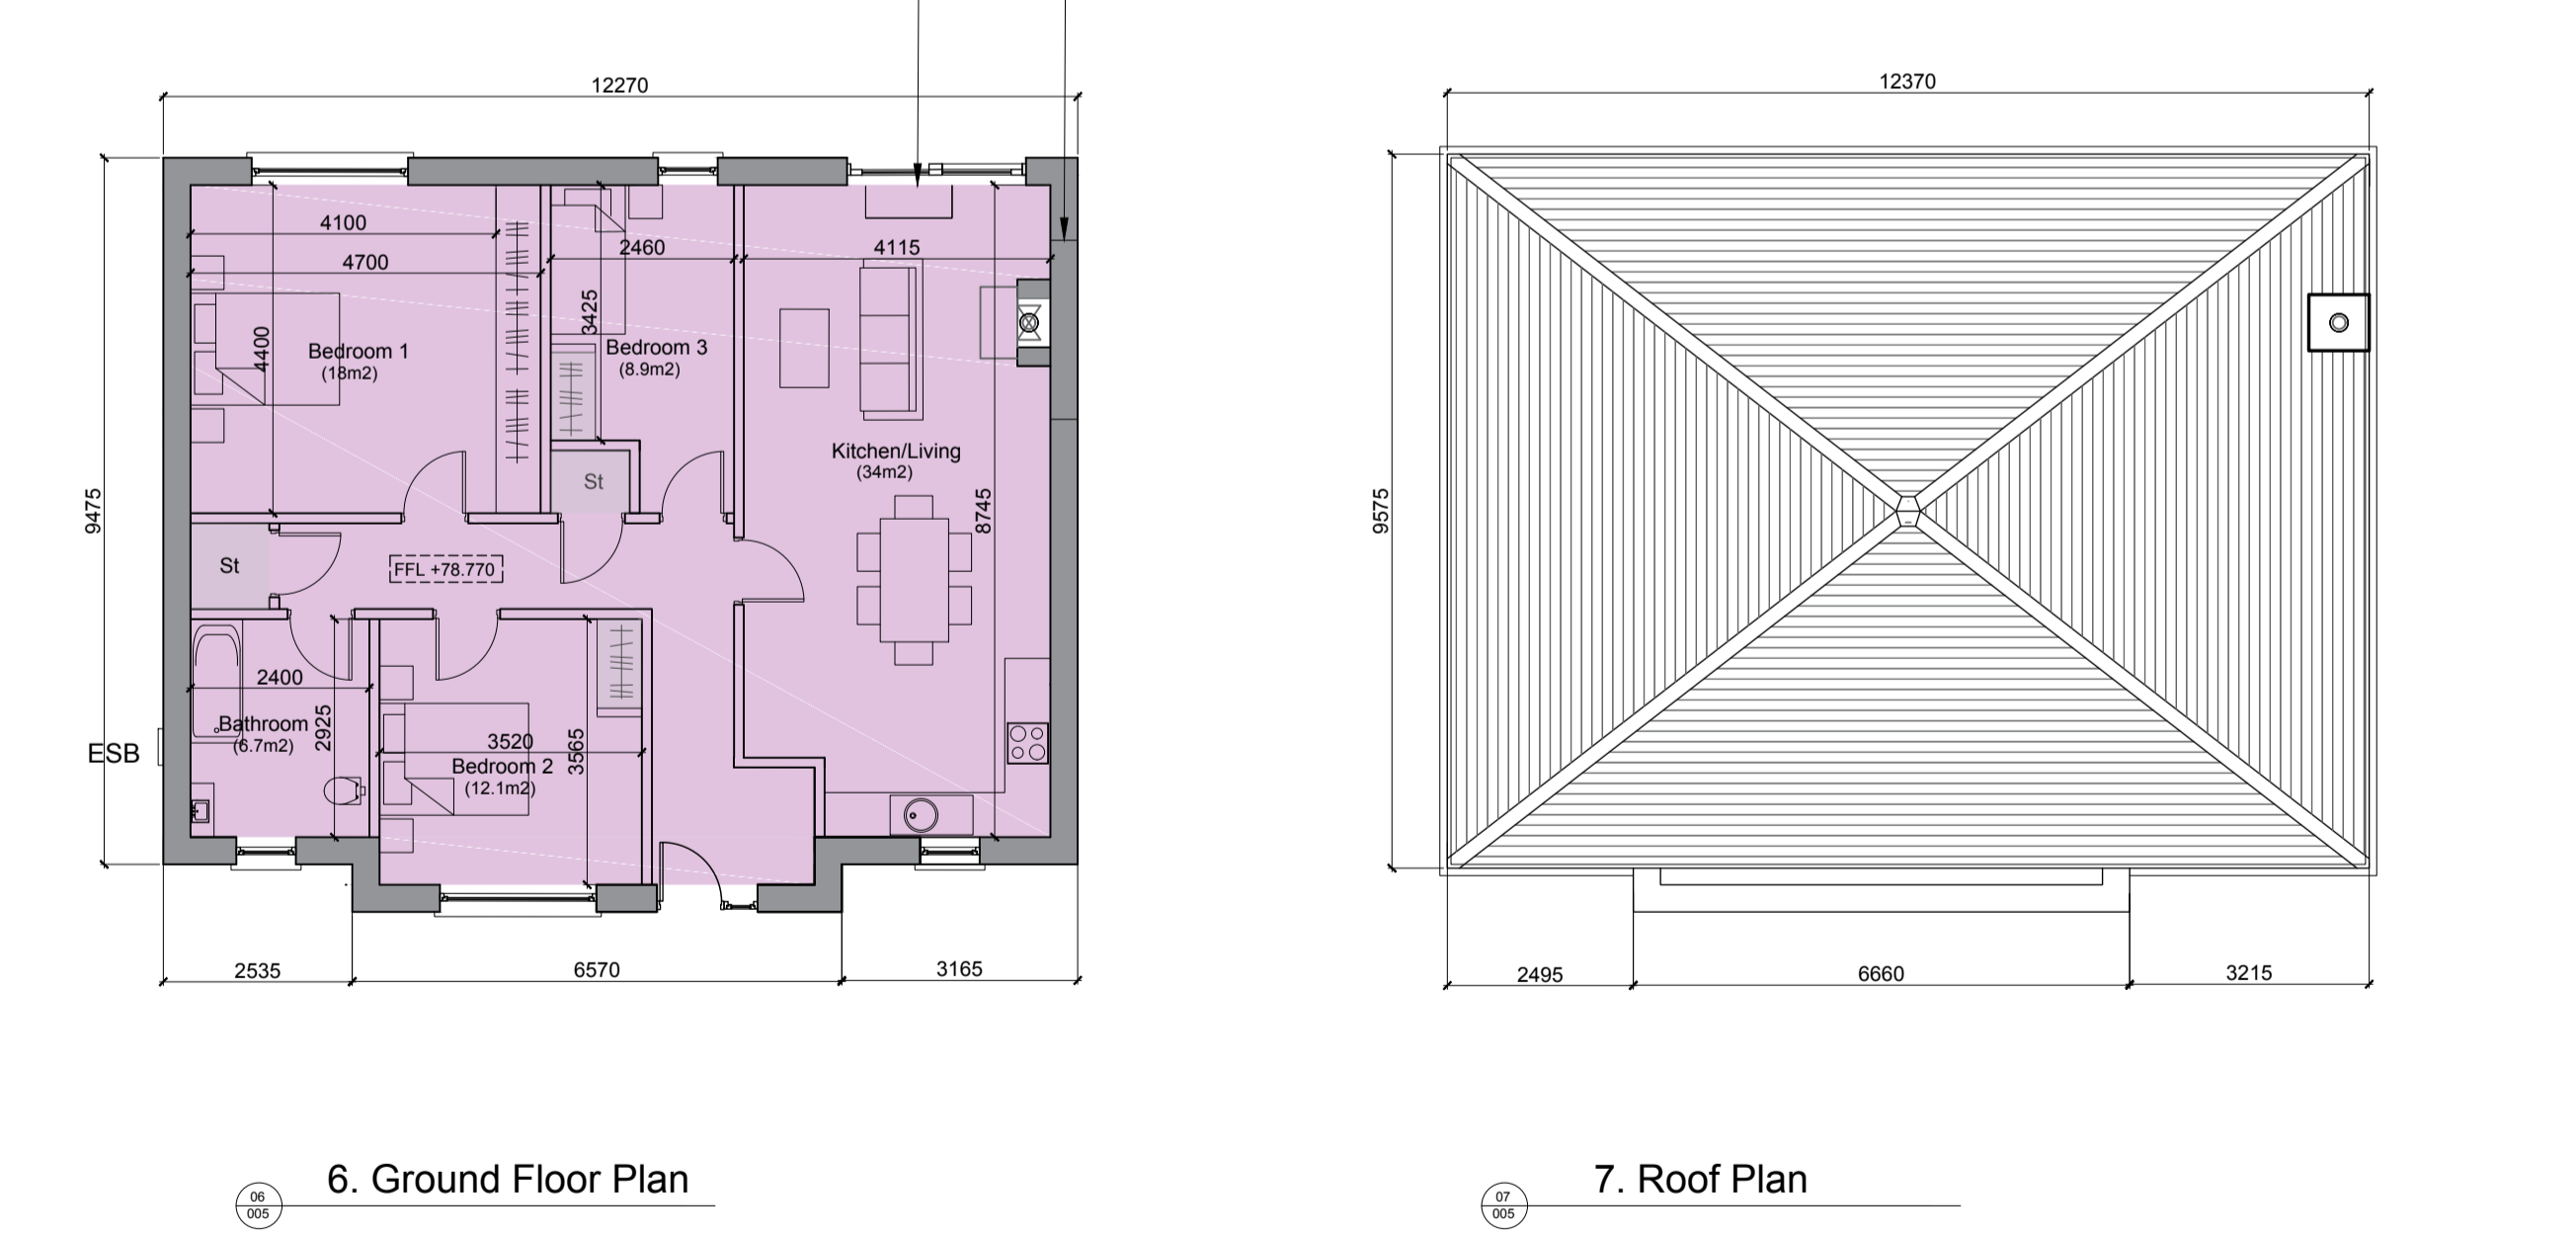 12270
12370
4100
2460
4115
4700
3425
4400
Bedroom 1
(18m2)
Bedroom 3
(8.9m2)
Kitchen/Living
(34m2)
St
9475
8745
9575
St
FFL +78.770
2400
Bathroom
(6.7m2)
2925
3520
3565
Bedroom 2
(12.1m2)
ESB
2535
6570
3165
2495
6660
3215
6. Ground Floor Plan
06
005
7. Roof Plan
07
005